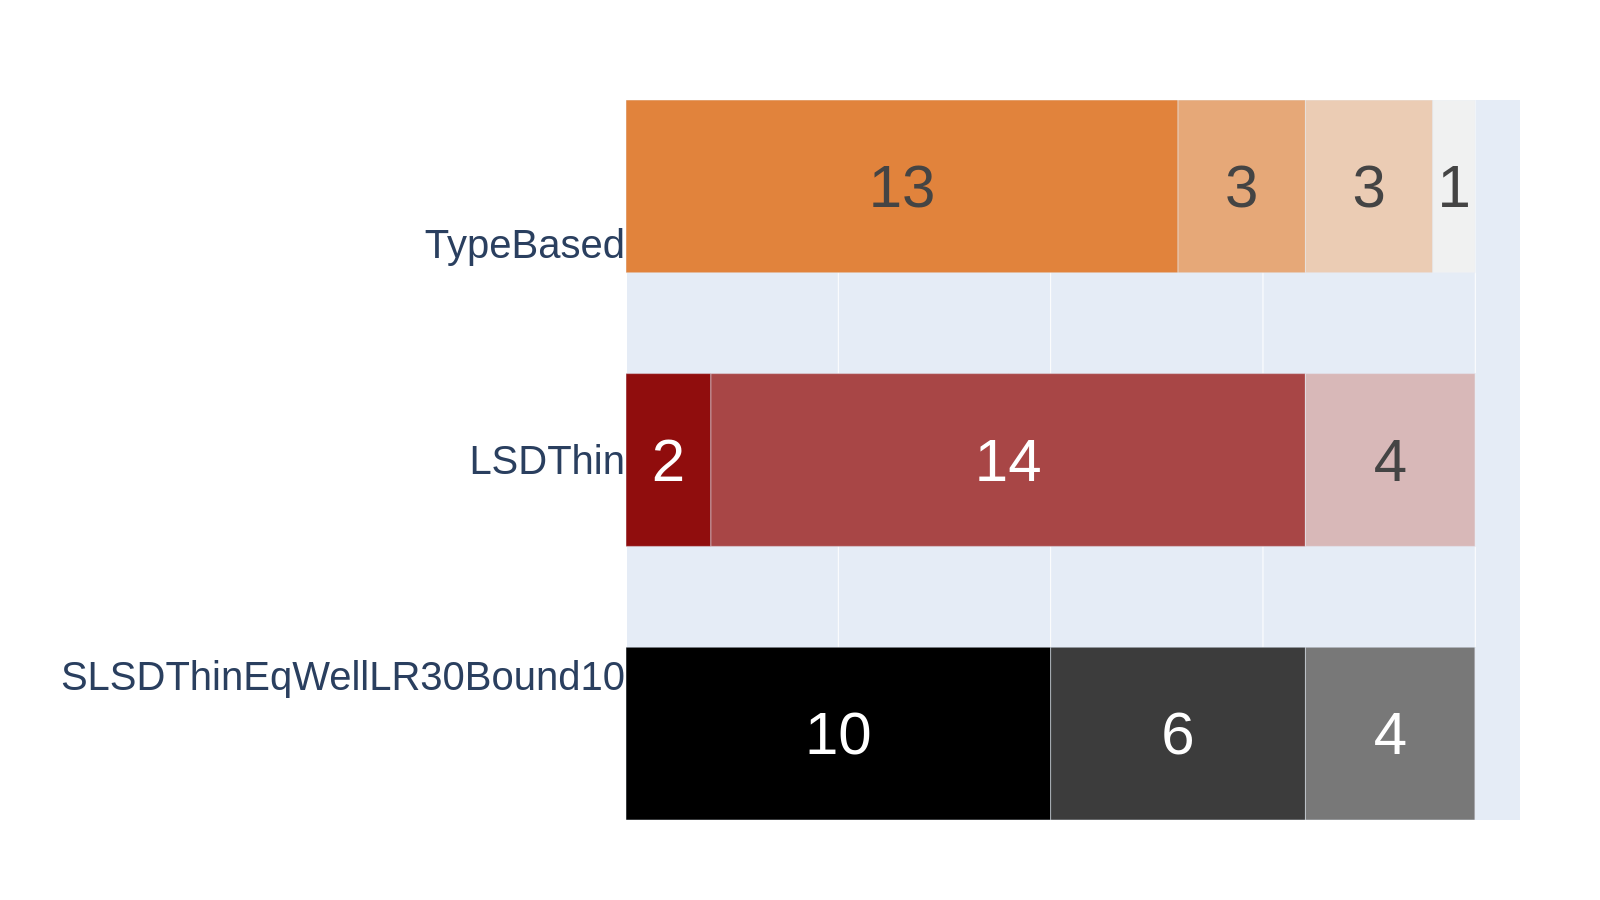 13 3 3 1
TypeBased
LSDThin 2 14 4
SLSDThinEqWellLR30Bound10
10 6 4